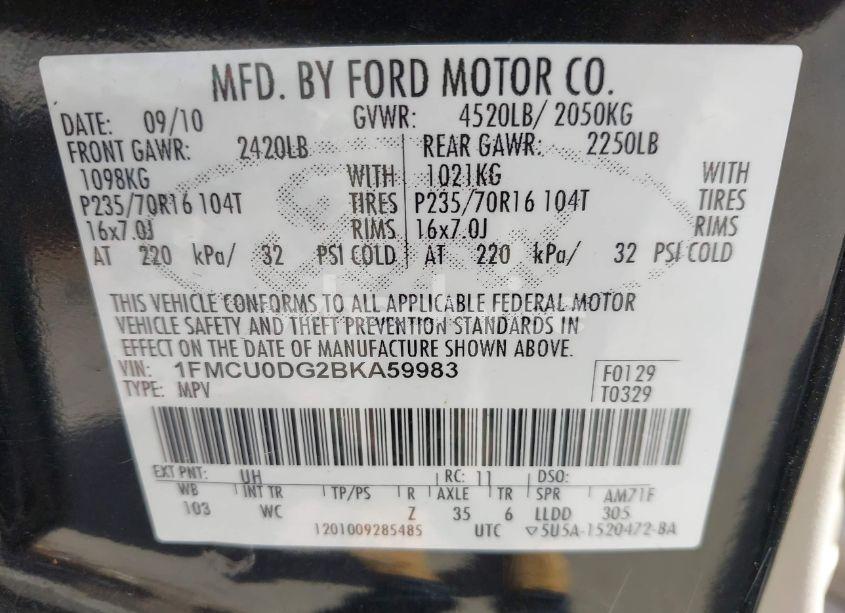 MFD. BY FORD MOTOR CO.
DATE: 09/10 GVWR: 4520LB/ 2050KG
FRONT GAWR: 2420LB REAR GAWR: 2250LB
1098KG WITH 1021KG WITH
P235/70R16 104T TIRES P235/70R16 104T TIRES
16x7.0J RIMS 16x7.0J RIMS
AT 220 kPa/ 32 PSI COLD AT 220 kPa/ 32 PSI COLD
THIS VEHICLE CONFORMS TO ALL APPLICABLE FEDERAL MOTOR
VEHICLE SAFETY AND THEFT PREVENTION STANDARDS IN
EFFECT ON THE DATE OF MANUFACTURE SHOWN ABOVE.
VIN: 1FMCU0DG2BKA59983 F0129
TYPE: MPV T0329
EXT PNT: UH RC: 11 DSO:
WB INT TR TP/PS R AXLE TR SPR AM71F
103 WC Z 35 6 LLDD 305
1201009285485 UTC ▽5U5A-1520472-BA